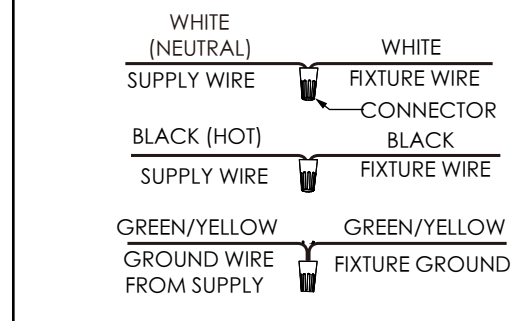 WHITE
(NEUTRAL)
WHITE
SUPPLY WIRE
FIXTURE WIRE
CONNECTOR
BLACK (HOT)
BLACK
SUPPLY WIRE
FIXTURE WIRE
GREEN/YELLOW
GREEN/YELLOW
GROUND WIRE
FROM SUPPLY
FIXTURE GROUND